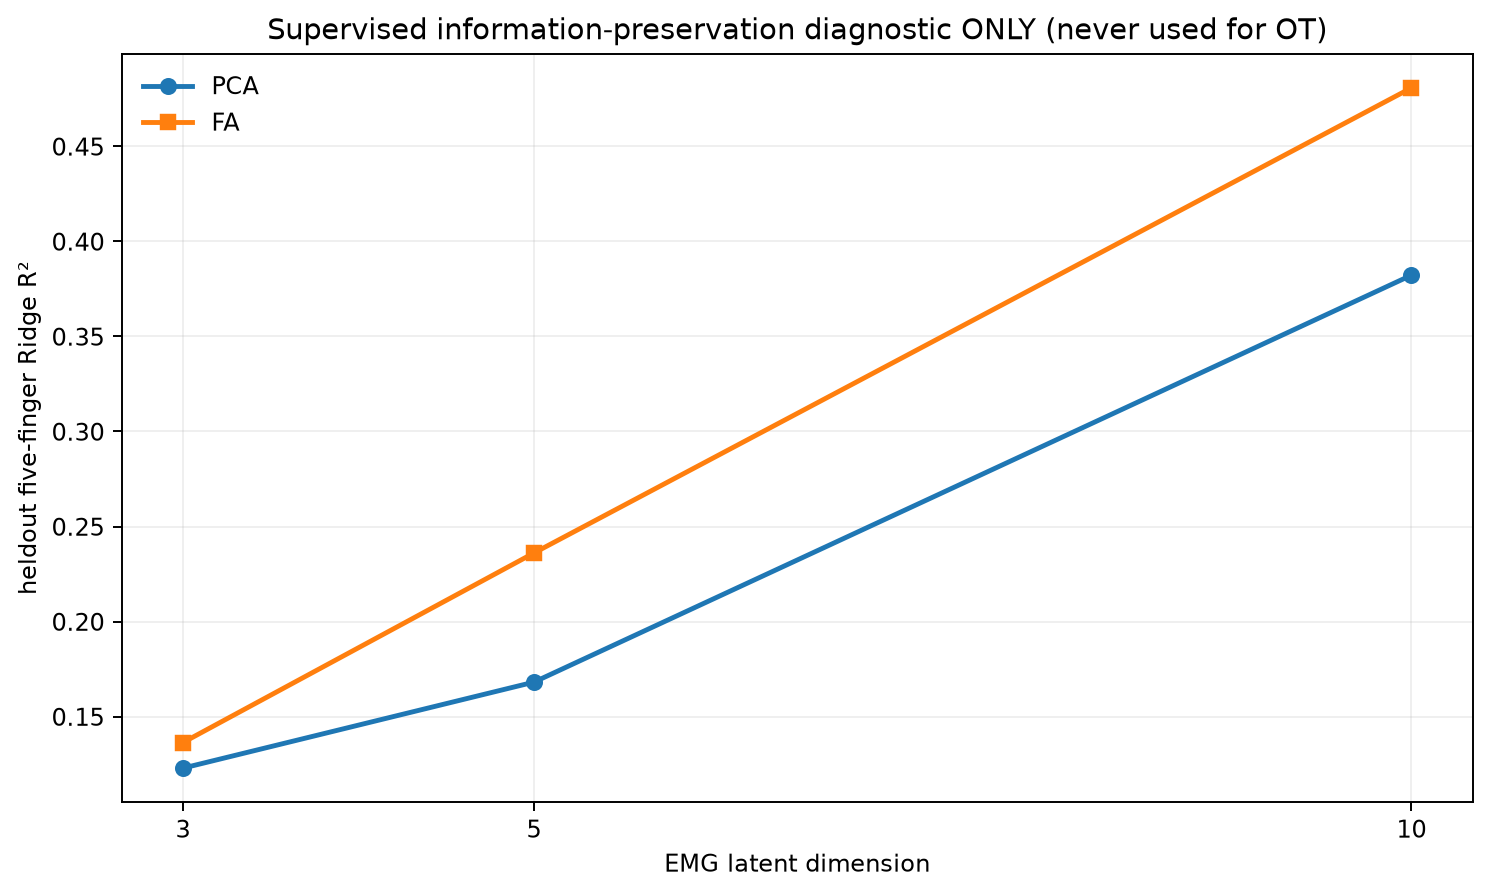 Supervised information-preservation diagnostic ONLY (never used for OT)
PCA
FA
0.45
0.40
0.35
0.30
0.25
0.20
0.15
heldout five-finger Ridge R²
3
5
10
EMG latent dimension